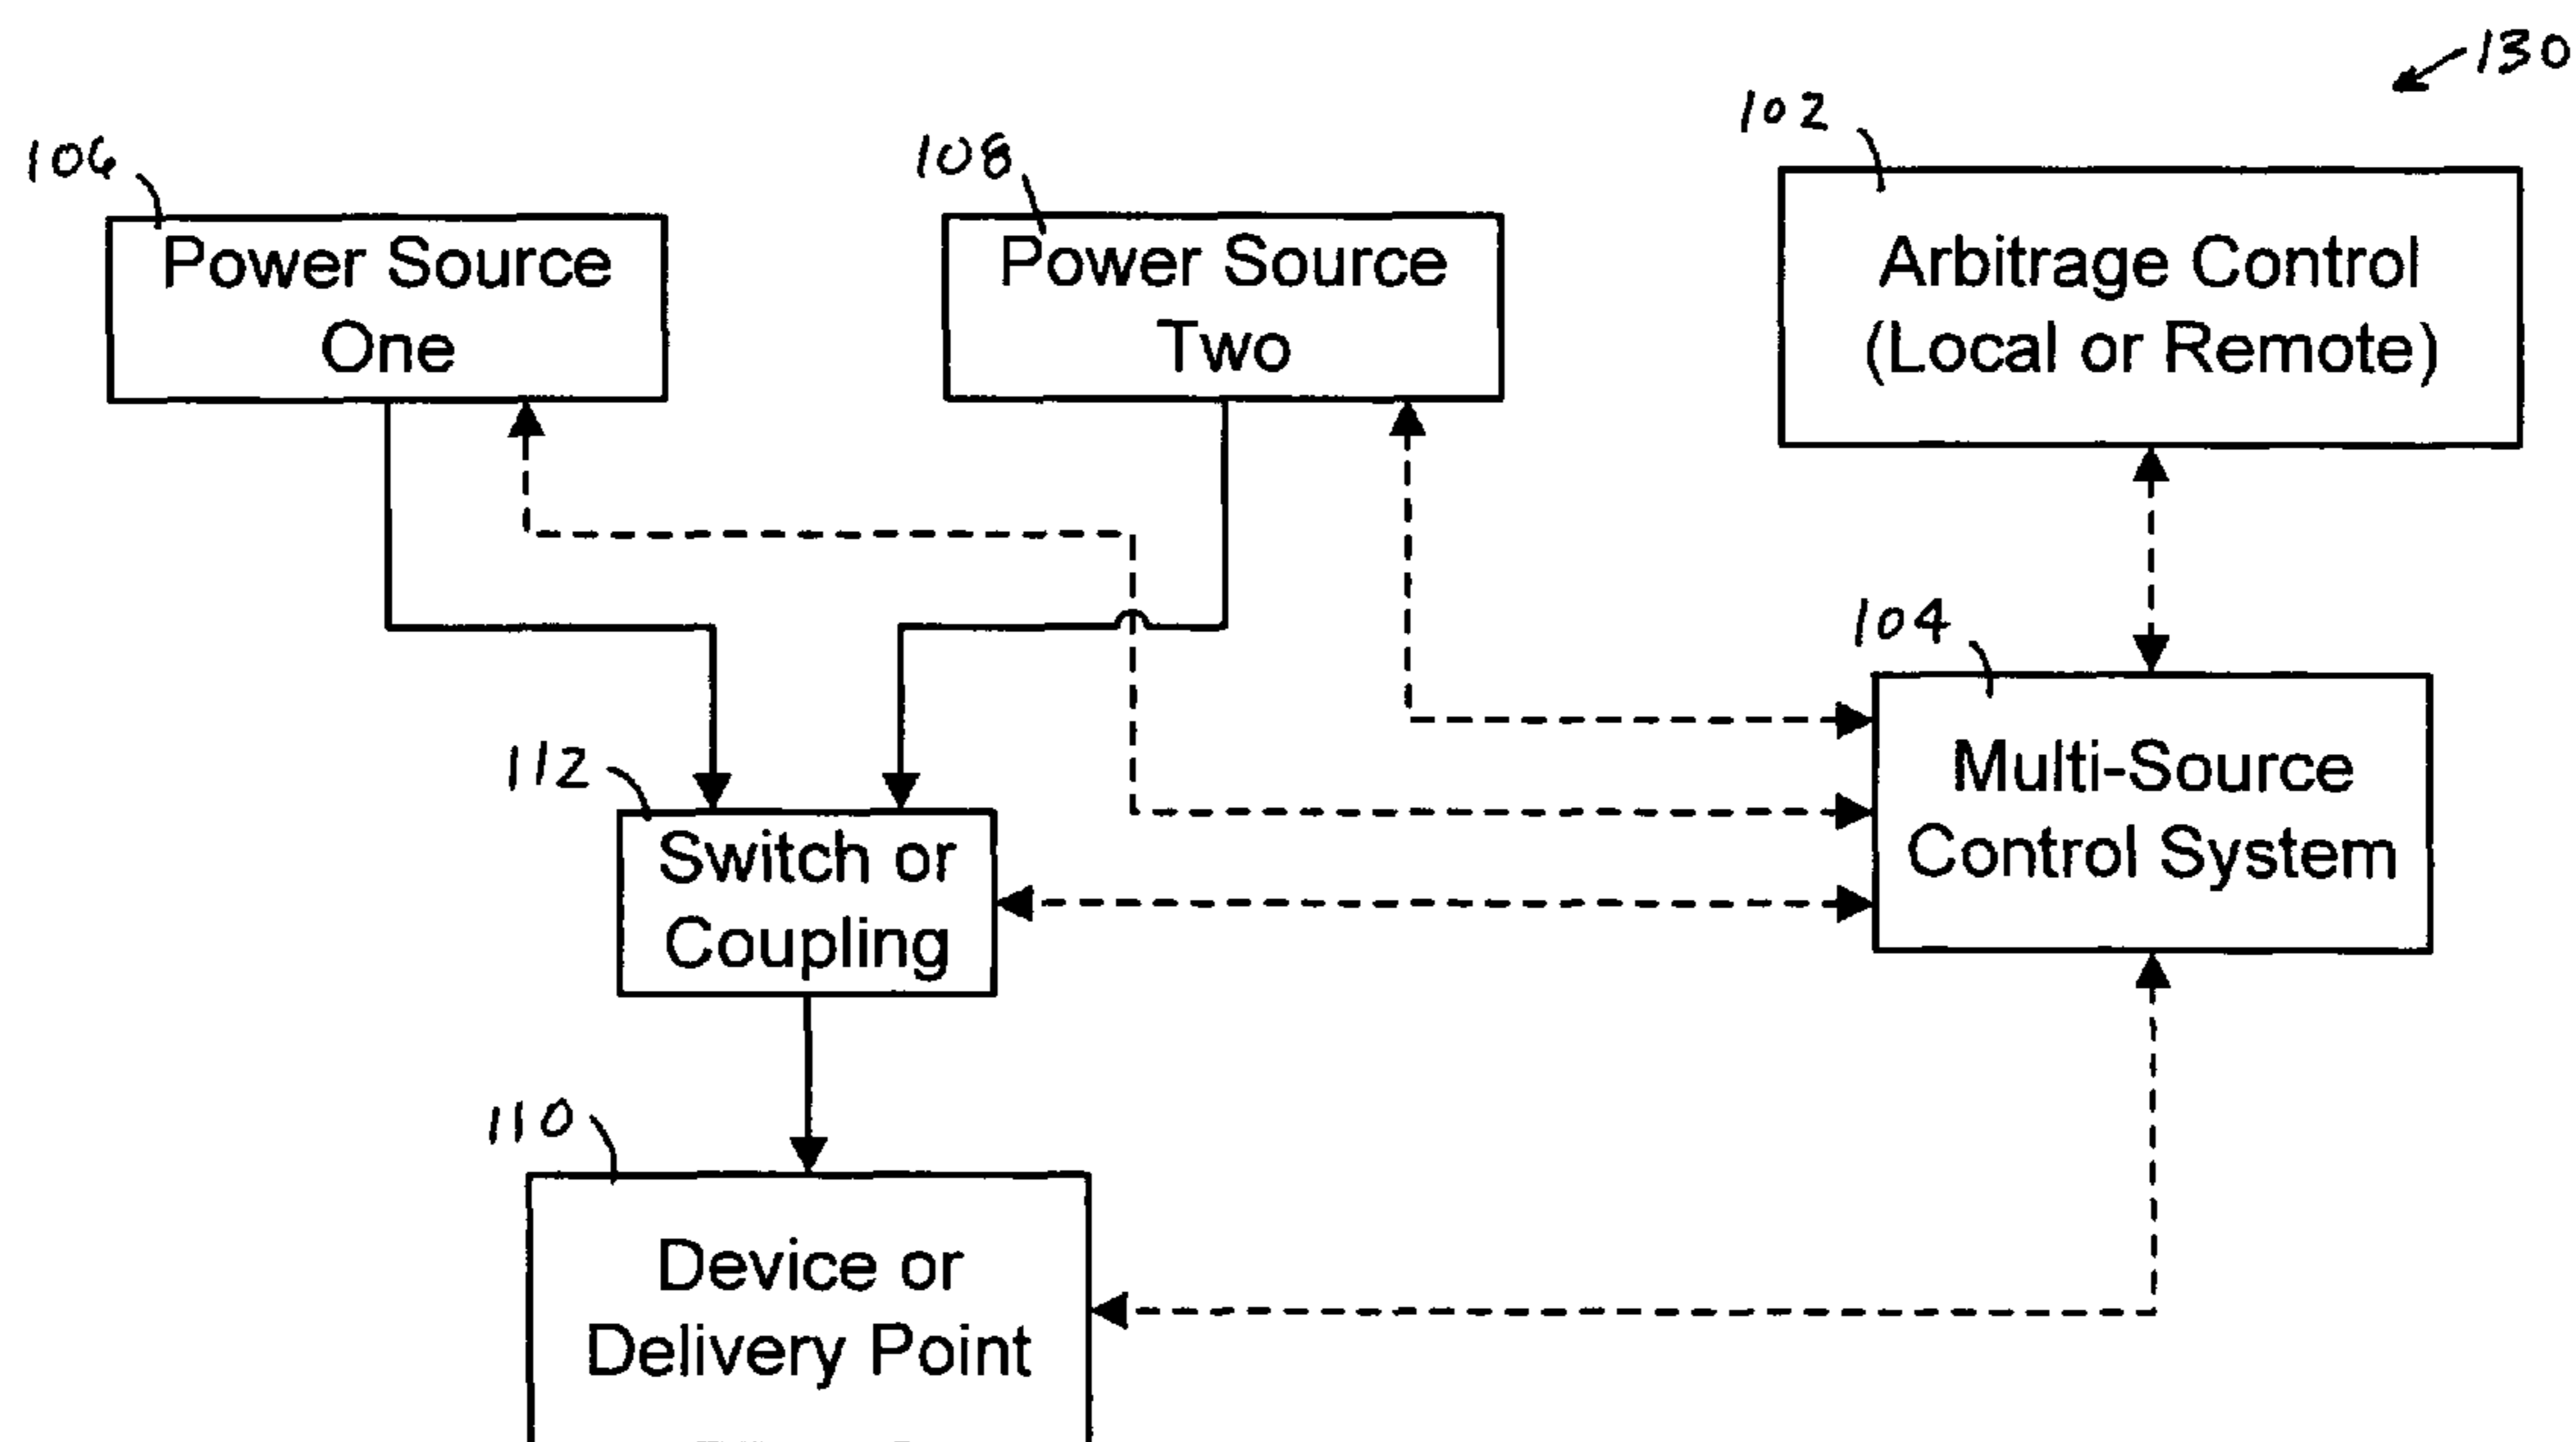 130
102
106
108
Power Source
One
Power Source
Two
Arbitrage Control
(Local or Remote)
104
112
Multi-Source
Control System
Switch or
Coupling
110
Device or
Delivery Point